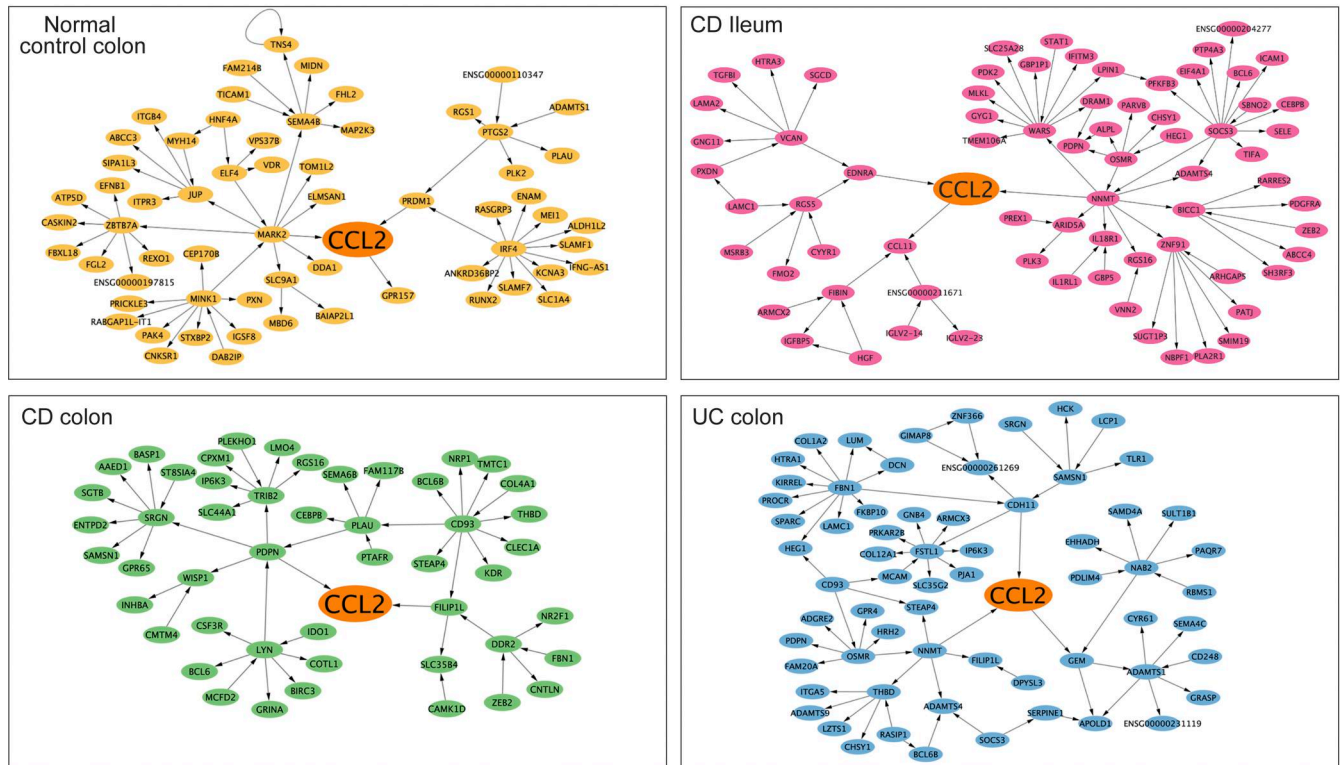 Normal
control colon
TNS4
FAM214B
MIDN
TICAM1
FHL2
SEMA4B
MAP2K3
ITGB4
HNF4A
ABCC3
MYH14
VPS37B
SIPA1L3
ELF4
VDR
TOM1L2
EFNB1
ITPR3
JUP
ELMSAN1
ATP5D
CASKIN2
ZBTB7A
MARK2
CCL2
FBXL18
REXO1
CEP170B
DDA1
FGL2
ENSG00000197815
SLC9A1
GPR157
PRICKLE3
MINK1
PXN
RABGAP1L-IT1
MBD6
BAIAP2L1
PAK4
STXBP2
IGSF8
CNKSR1
DAB2IP
ENSG00000110347
RGS1
ADAMTS1
PTGS2
PLAU
PLK2
PRDM1
ENAM
RASGRP3
MEI1
ALDH1L2
IRF4
SLAMF1
ANKRD36BP2
KCNA3
IFNG-AS1
SLAMF7
SLC1A4
RUNX2
CD Ileum
HTRA3
TGFBI
SGCD
LAMA2
GNG11
VCAN
PXDN
EDNRA
LAMC1
RGS5
MSRB3
CYYR1
FMO2
CCL2
CCL11
FIBIN
ENSG00000211671
ARMCX2
IGFBP5
IGLV2-14
IGLV2-23
HGF
STAT1
SLC25A28
IFITM3
GBP1P1
PDK2
LPIN1
MLKL
PFKFB3
GYG1
DRAM1
PARVB
WARS
TMEM106A
ALPL
CHSY1
PDPN
HEG1
OSMR
ENSG00000204277
PTP4A3
ICAM1
EIF4A1
BCL6
SBNO2
CEBPB
SOCS3
SELE
TIFA
ADAMTS4
NNMT
RARRES2
PREX1
ARID5A
BICC1
PDGFRA
PLK3
IL18R1
ZNF91
ZEB2
RGS16
ABCC4
IL1RL1
GBP5
SH3RF3
VNN2
ARHGAP5
PATJ
SUGT1P3
SMIM19
NBPF1
PLA2R1
CD colon
BASP1
PLEKHO1
LMO4
AAED1
ST8SIA4
CPXM1
RGS16
SGTB
IP6K3
TRIB2
SRGN
SLC44A1
ENTPD2
SAMSN1
GPR65
PDPN
SEMA6B
FAM117B
CEBPB
PLAU
PTAFR
NRP1
TMTC1
BCL6B
COL4A1
CD93
THBD
CLEC1A
STEAP4
KDR
WISP1
INHBA
CMTM4
CCL2
FILIP1L
CSF3R
IDO1
LYN
COTL1
BCL6
BIRC3
MCFD2
GRINA
NR2F1
DDR2
SLC35B4
FBN1
CNTLN
CAMK1D
ZEB2
UC colon
COL1A2
LUM
HTRA1
DCN
KIRREL
FBN1
PROCR
FKBP10
SPARC
LAMC1
HEG1
ZNF366
GIMAP8
ENSG00000261269
CDH11
HCK
SRGN
LCP1
TLR1
SAMSN1
GNB4
ARMCX3
PRKAR2B
COL12A1
FSTL1
IP6K3
PJA1
SLC35G2
CD93
MCAM
STEAP4
CCL2
SAMD4A
SULT1B1
EHHADH
PAQR7
NAB2
PDLIM4
RBMS1
ADGRE2
GPR4
HRH2
PDPN
OSMR
FAM20A
NNMT
FILIP1L
DPYSL3
CYR61
SEMA4C
GEM
CD248
ADAMTS1
GRASP
ITGA5
THBD
ADAMTS9
ADAMTS4
LZTS1
RASIP1
CHSY1
BCL6B
SOCS3
SERPINE1
APOLD1
ENSG00000231119